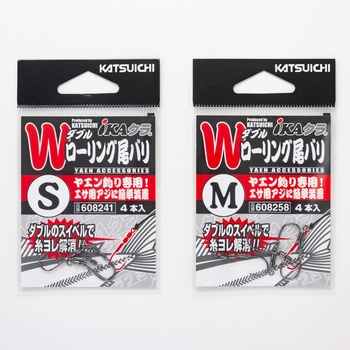 KATSUICHI
Produced by
KATSUICHI
IKAクラ
Wダブル
ローリング尾バリ
YAEN ACCESSORIES
S
ヤエン釣り専用!
エサ用アジに簡単装着
608241
4本入
ダブルのスイベルで
糸ヨレ解消!!
KATSUICHI
Produced by
KATSUICHI
IKAクラ
Wダブル
ローリング尾バリ
YAEN ACCESSORIES
M
ヤエン釣り専用!
エサ用アジに簡単装着
608258
4本入
ダブルのスイベルで
糸ヨレ解消!!